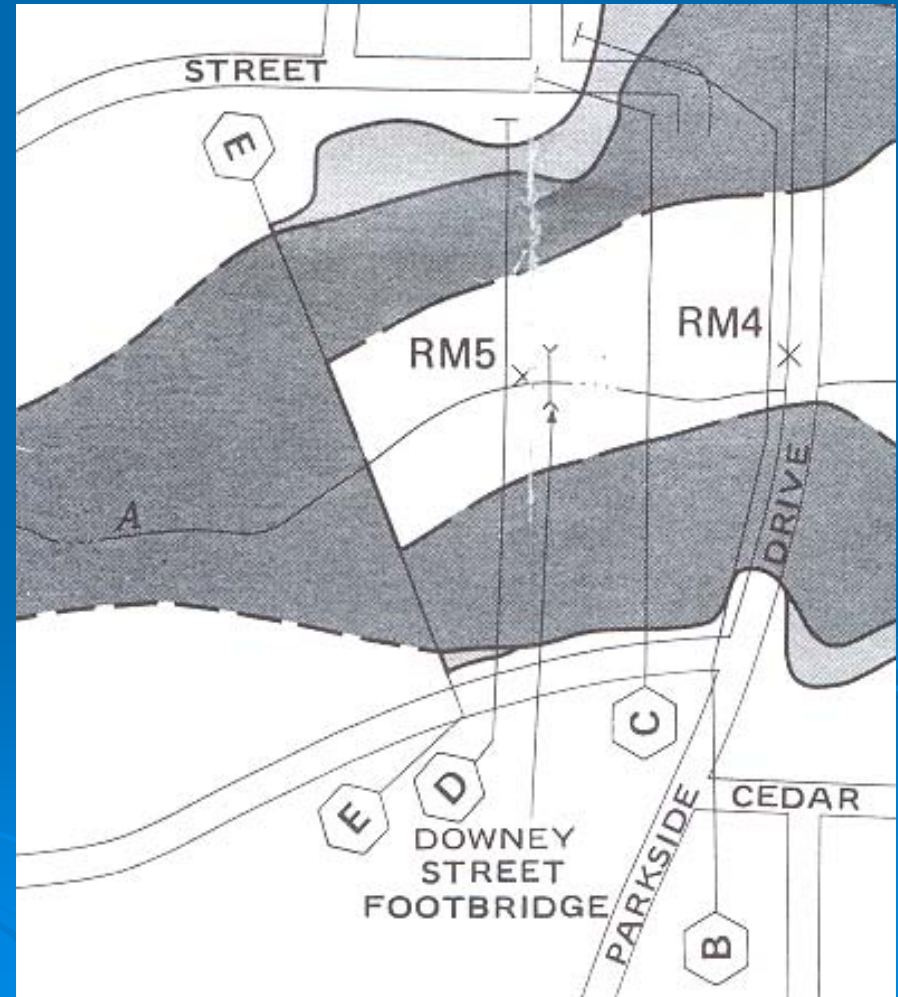 STREET
E
RM4
RM5
A
DRIVE
C
D
E
DOWNEY
STREET
FOOTBRIDGE
PARKSIDE
CEDAR
B